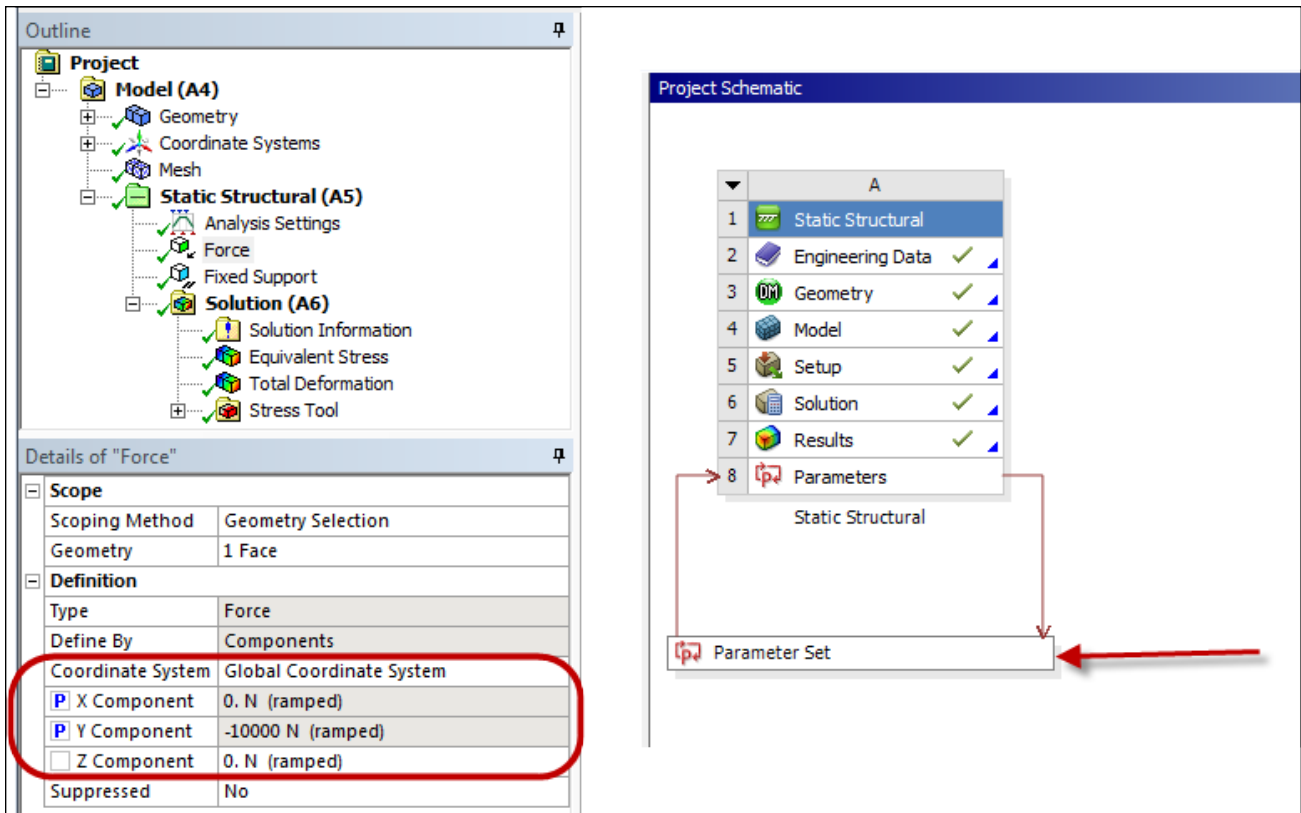 Outline
Project
Model (A4)
Geometry
Coordinate Systems
Mesh
Static Structural (A5)
Analysis Settings
Force
Fixed Support
Solution (A6)
Solution Information
Equivalent Stress
Total Deformation
Stress Tool
Details of "Force"
Scope
Scoping Method Geometry Selection
Geometry 1 Face
Definition
Type Force
Define By Components
Coordinate System Global Coordinate System
P X Component 0. N (ramped)
P Y Component -10000 N (ramped)
Z Component 0. N (ramped)
Suppressed No
Project Schematic
A
1 Static Structural
2 Engineering Data
3 DM Geometry
4 Model
5 Setup
6 Solution
7 Results
8 p Parameters
Static Structural
p Parameter Set